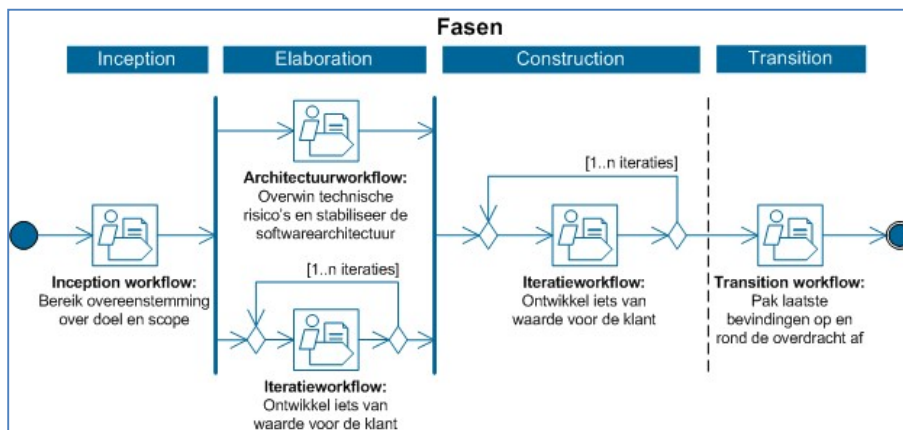 Fasen
Inception
Elaboration
Construction
Transition
Inception workflow:
Bereik overeenstemming
over doel en scope
Architectuurworkflow:
Overwin technische
risico's en stabiliseer de
softwarearchitectuur
[1..n iteraties]
Iteratieworkflow:
Ontwikkel iets van
waarde voor de klant
[1..n iteraties]
Iteratieworkflow:
Ontwikkel iets van
waarde voor de klant
Transition workflow:
Pak laatste
bevindingen op en
rond de overdracht af